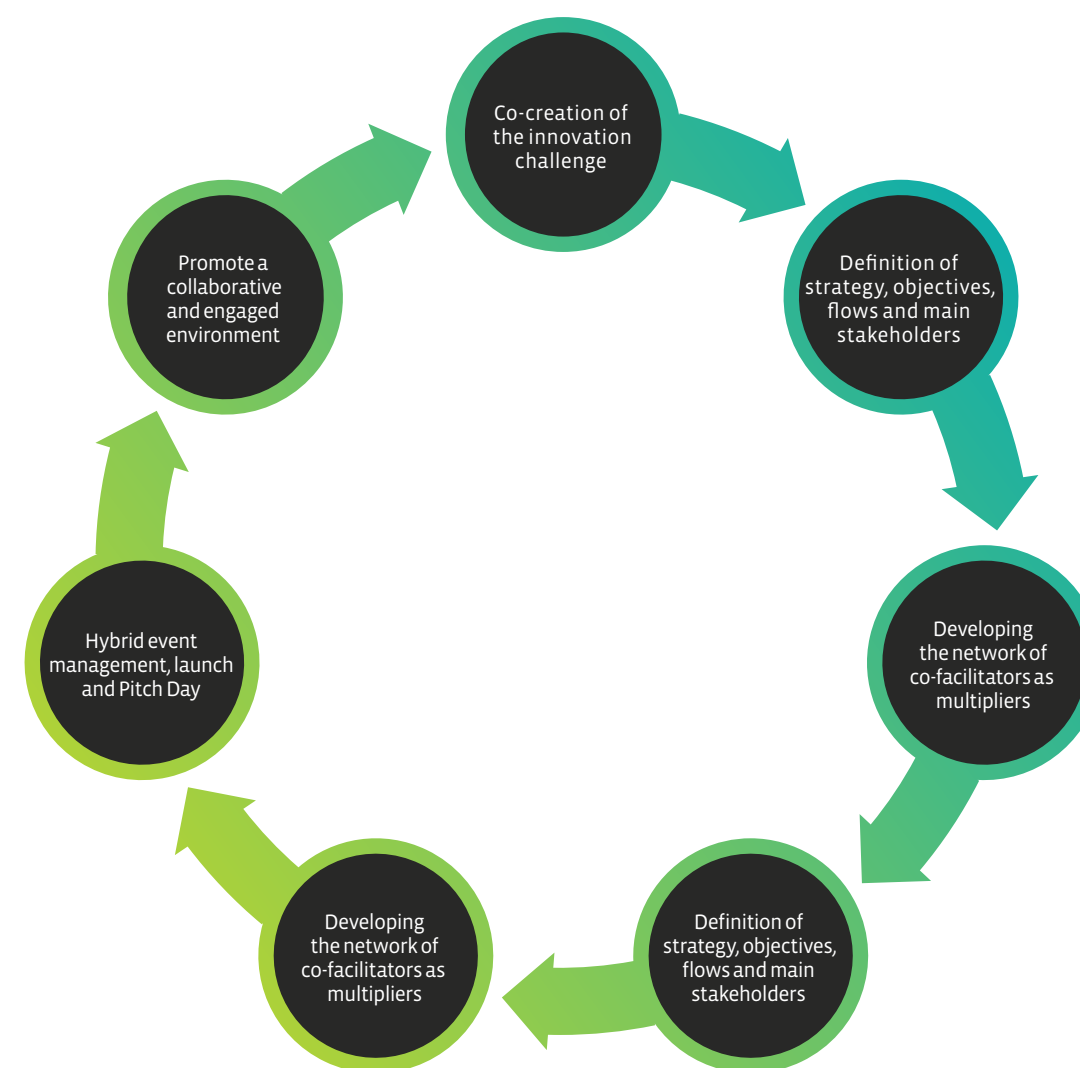 Co-creation of
the innovation
challenge
Definition of
strategy, objectives,
flows and main
stakeholders
Developing
the network of
co-facilitators as
multipliers
Definition of
strategy, objectives,
flows and main
stakeholders
Developing
the network of
co-facilitators as
multipliers
Hybrid event
management, launch
and Pitch Day
Promote a
collaborative
and engaged
environment